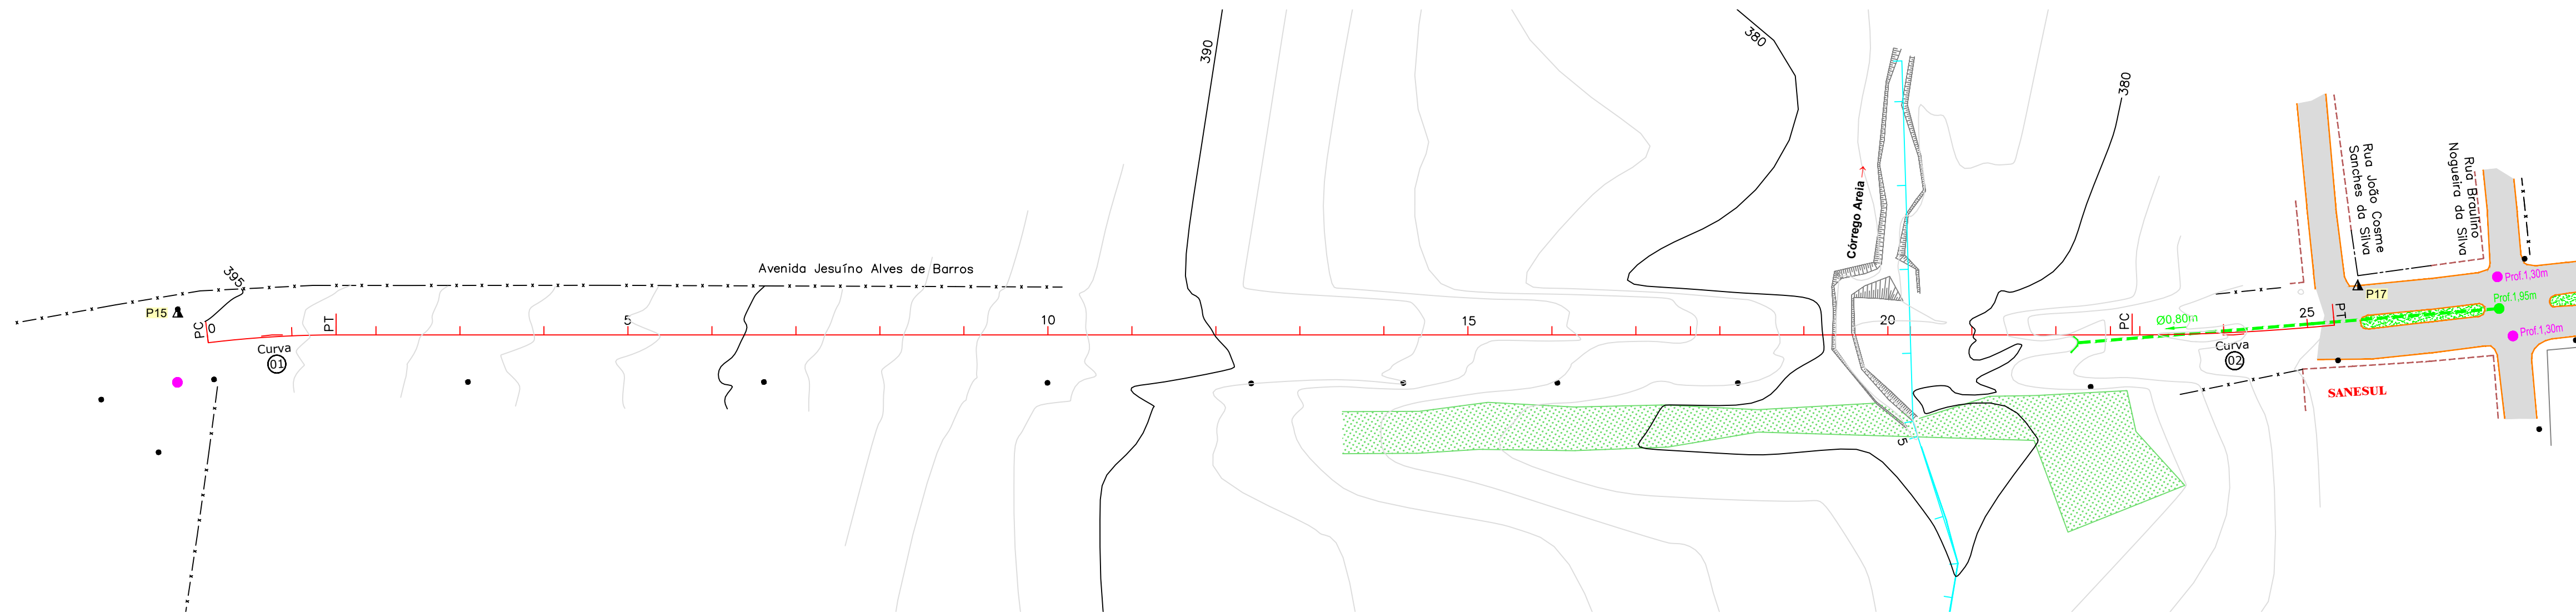 390
380
380
Rua João Cosme
Sanches da Silva
Rua Braulino
Nogueira da Silva
Córrego Areia
395
Avenida Jesuíno Alves de Barros
P15
PC
0
PT
5
10
15
20
PC
25
PT
P17
Prof.1,30m
Prof.1,95m
Prof.1,30m
Ø0.80m
Curva
01
Curva
02
SANESUL
5